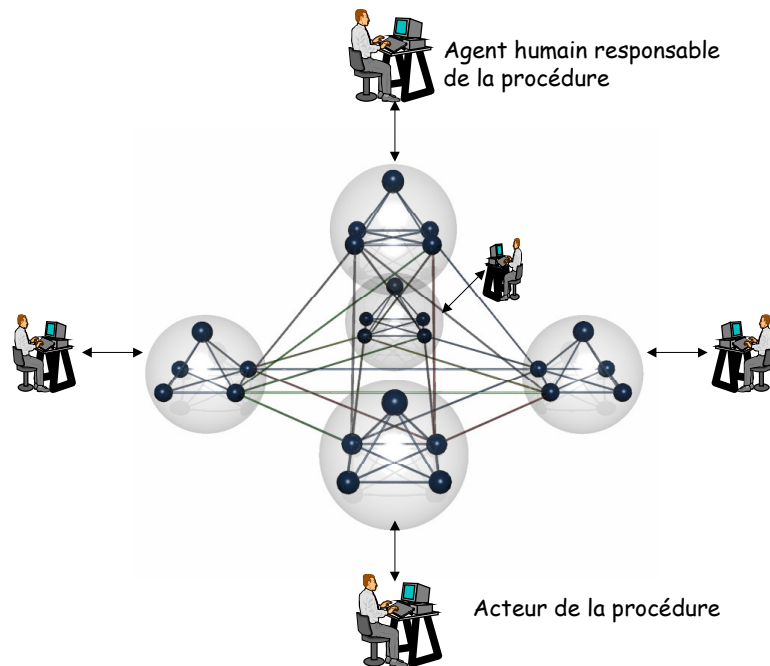 Agent humain responsable
de la procédure
Acteur de la procédure